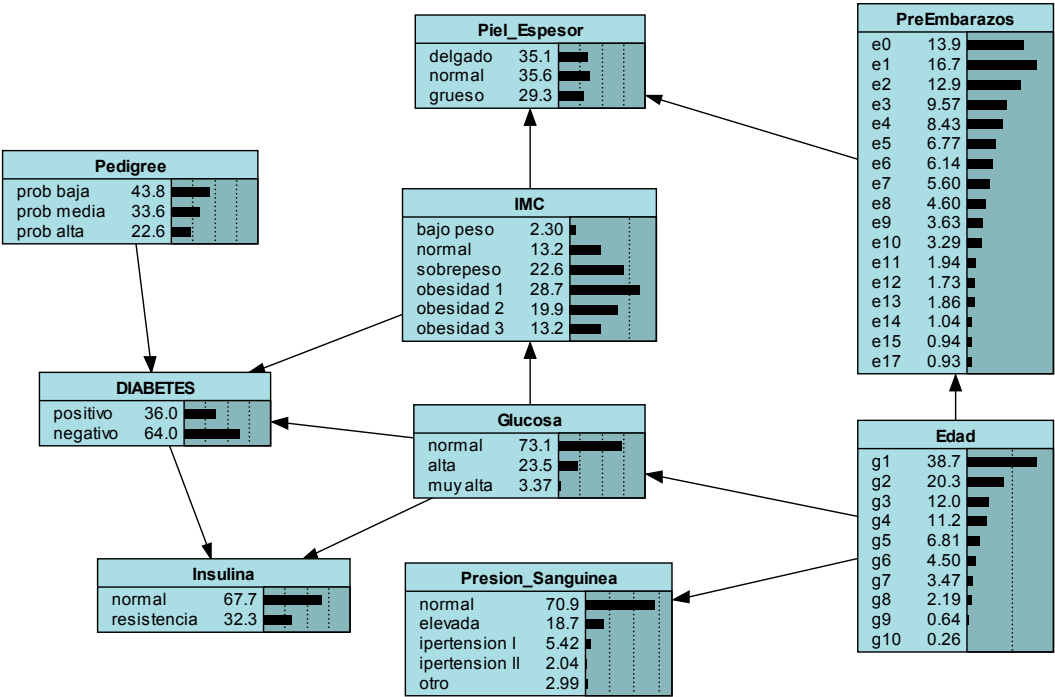 Piel_Espesor
delgado 35.1
normal 35.6
grueso 29.3
PreEmbarazos
e0 13.9
e1 16.7
e2 12.9
e3 9.57
e4 8.43
e5 6.77
e6 6.14
e7 5.60
e8 4.60
e9 3.63
e10 3.29
e11 1.94
e12 1.73
e13 1.86
e14 1.04
e15 0.94
e17 0.93
Pedigree
prob baja 43.8
prob media 33.6
prob alta 22.6
IMC
bajo peso 2.30
normal 13.2
sobrepeso 22.6
obesidad 1 28.7
obesidad 2 19.9
obesidad 3 13.2
DIABETES
positivo 36.0
negativo 64.0
Glucosa
normal 73.1
alta 23.5
muy alta 3.37
Edad
g1 38.7
g2 20.3
g3 12.0
g4 11.2
g5 6.81
g6 4.50
g7 3.47
g8 2.19
g9 0.64
g10 0.26
Insulina
normal 67.7
resistencia 32.3
Presion_Sanguinea
normal 70.9
elevada 18.7
ipertension I 5.42
ipertension II 2.04
otro 2.99